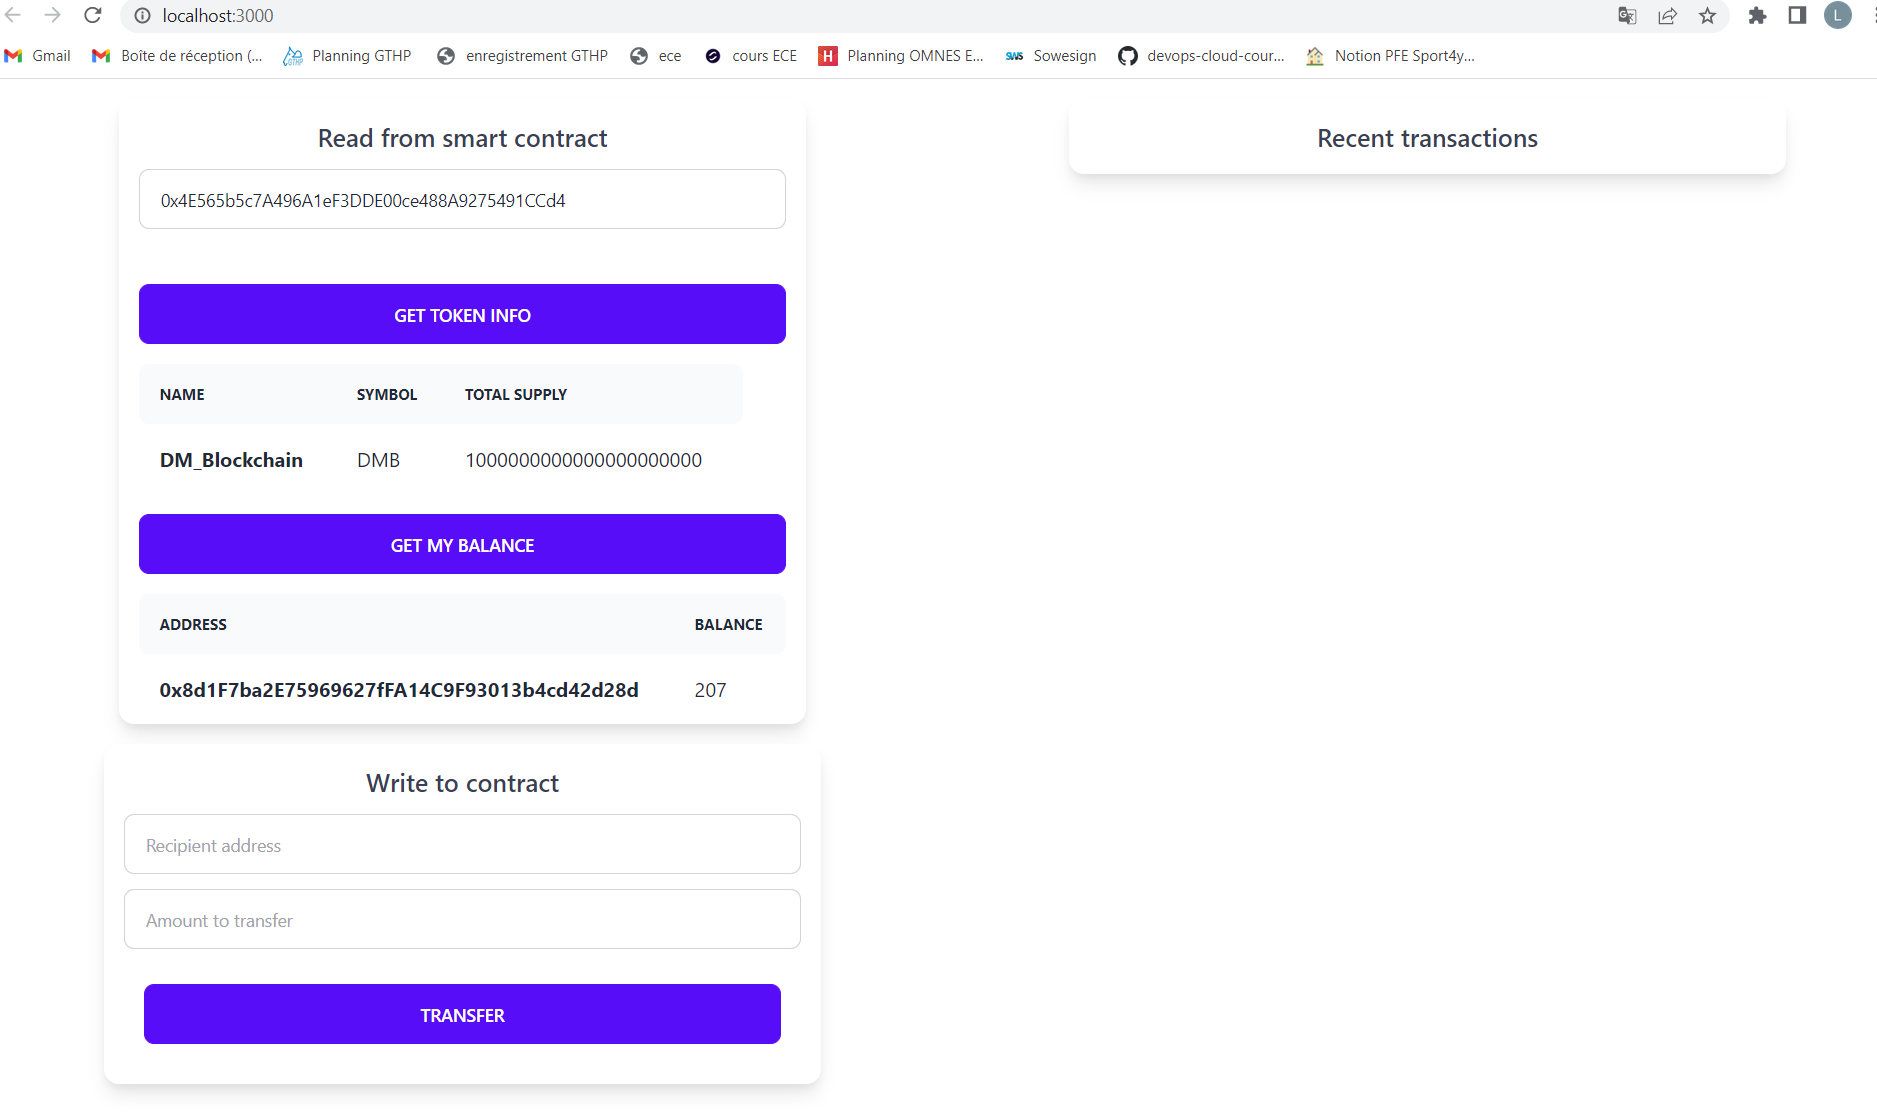 localhost:3000
L
Gmail Boîte de réception (... Planning GTHP enregistrement GTHP ece cours ECE H Planning OMNES E... SWS Sowesign devops-cloud-cour... Notion PFE Sport4y...
Read from smart contract
0x4E565b5c7A496A1eF3DDE00ce488A9275491CCd4
GET TOKEN INFO
NAME SYMBOL TOTAL SUPPLY
DM_Blockchain DMB 1000000000000000000000
GET MY BALANCE
ADDRESS BALANCE
0x8d1F7ba2E75969627fFA14C9F93013b4cd42d28d 207
Write to contract
Recipient address
Amount to transfer
TRANSFER
Recent transactions